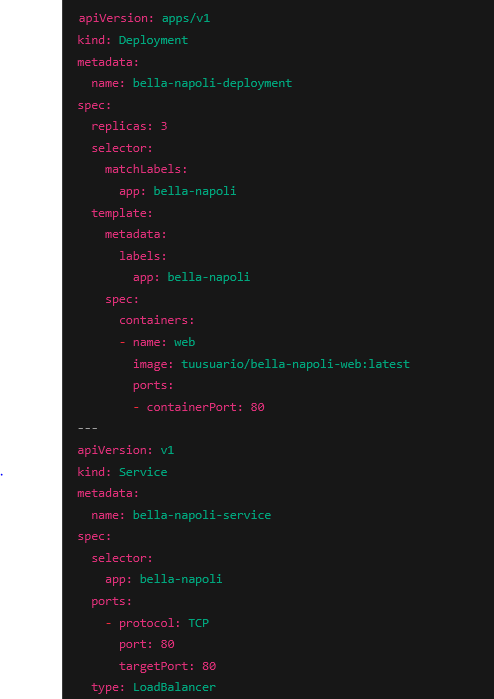 apiVersion: apps/v1
kind: Deployment
metadata:
  name: bella-napoli-deployment
spec:
  replicas: 3
  selector:
    matchLabels:
      app: bella-napoli
  template:
    metadata:
      labels:
        app: bella-napoli
    spec:
      containers:
      - name: web
        image: tuusuario/bella-napoli-web:latest
        ports:
        - containerPort: 80
---
apiVersion: v1
kind: Service
metadata:
  name: bella-napoli-service
spec:
  selector:
    app: bella-napoli
  ports:
    - protocol: TCP
      port: 80
      targetPort: 80
  type: LoadBalancer